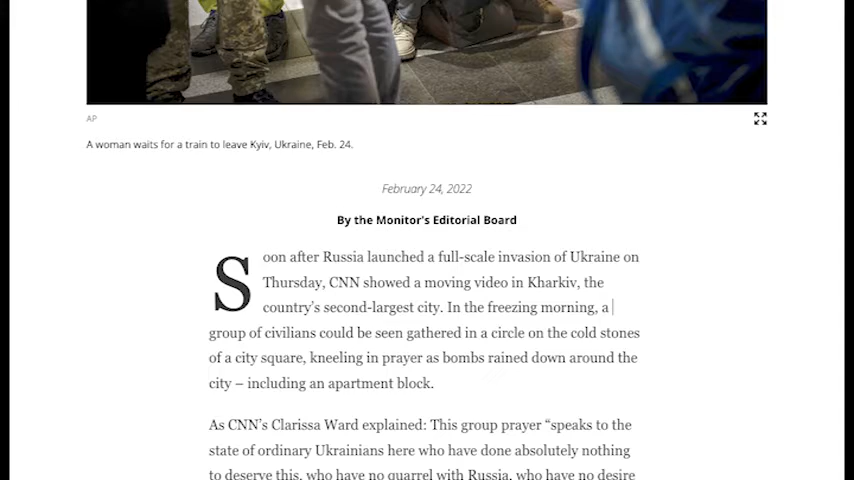 AP
A woman waits for a train to leave Kyiv, Ukraine, Feb. 24.
February 24, 2022
By the Monitor's Editorial Board
Soon after Russia launched a full-scale invasion of Ukraine on
Thursday, CNN showed a moving video in Kharkiv, the
country's second-largest city. In the freezing morning, a
group of civilians could be seen gathered in a circle on the cold stones
of a city square, kneeling in prayer as bombs rained down around the
city – including an apartment block.
As CNN's Clarissa Ward explained: This group prayer “speaks to the
state of ordinary Ukrainians here who have done absolutely nothing
to deserve this, who have no quarrel with Russia, who have no desire